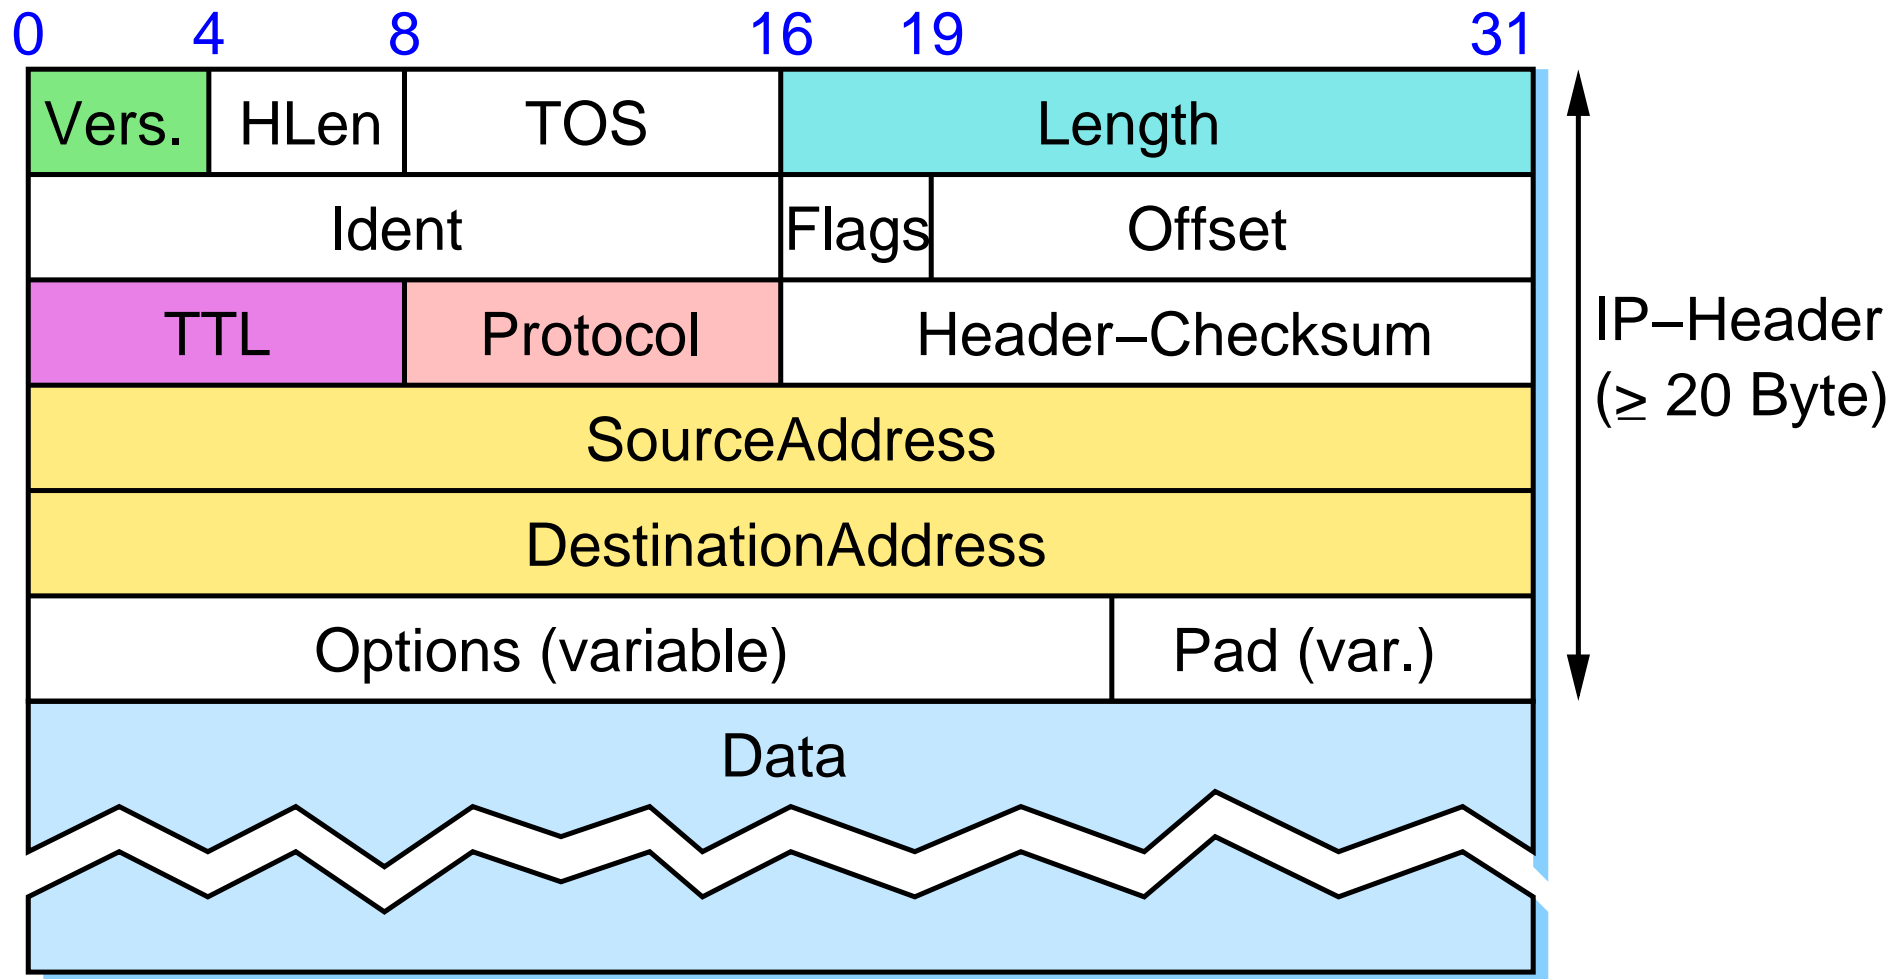 0 4 8 16 19 31
Vers. HLen TOS Length
Ident Flags Offset
TTL Protocol Header–Checksum
SourceAddress
DestinationAddress
Options (variable) Pad (var.)
Data
IP–Header
(≥ 20 Byte)